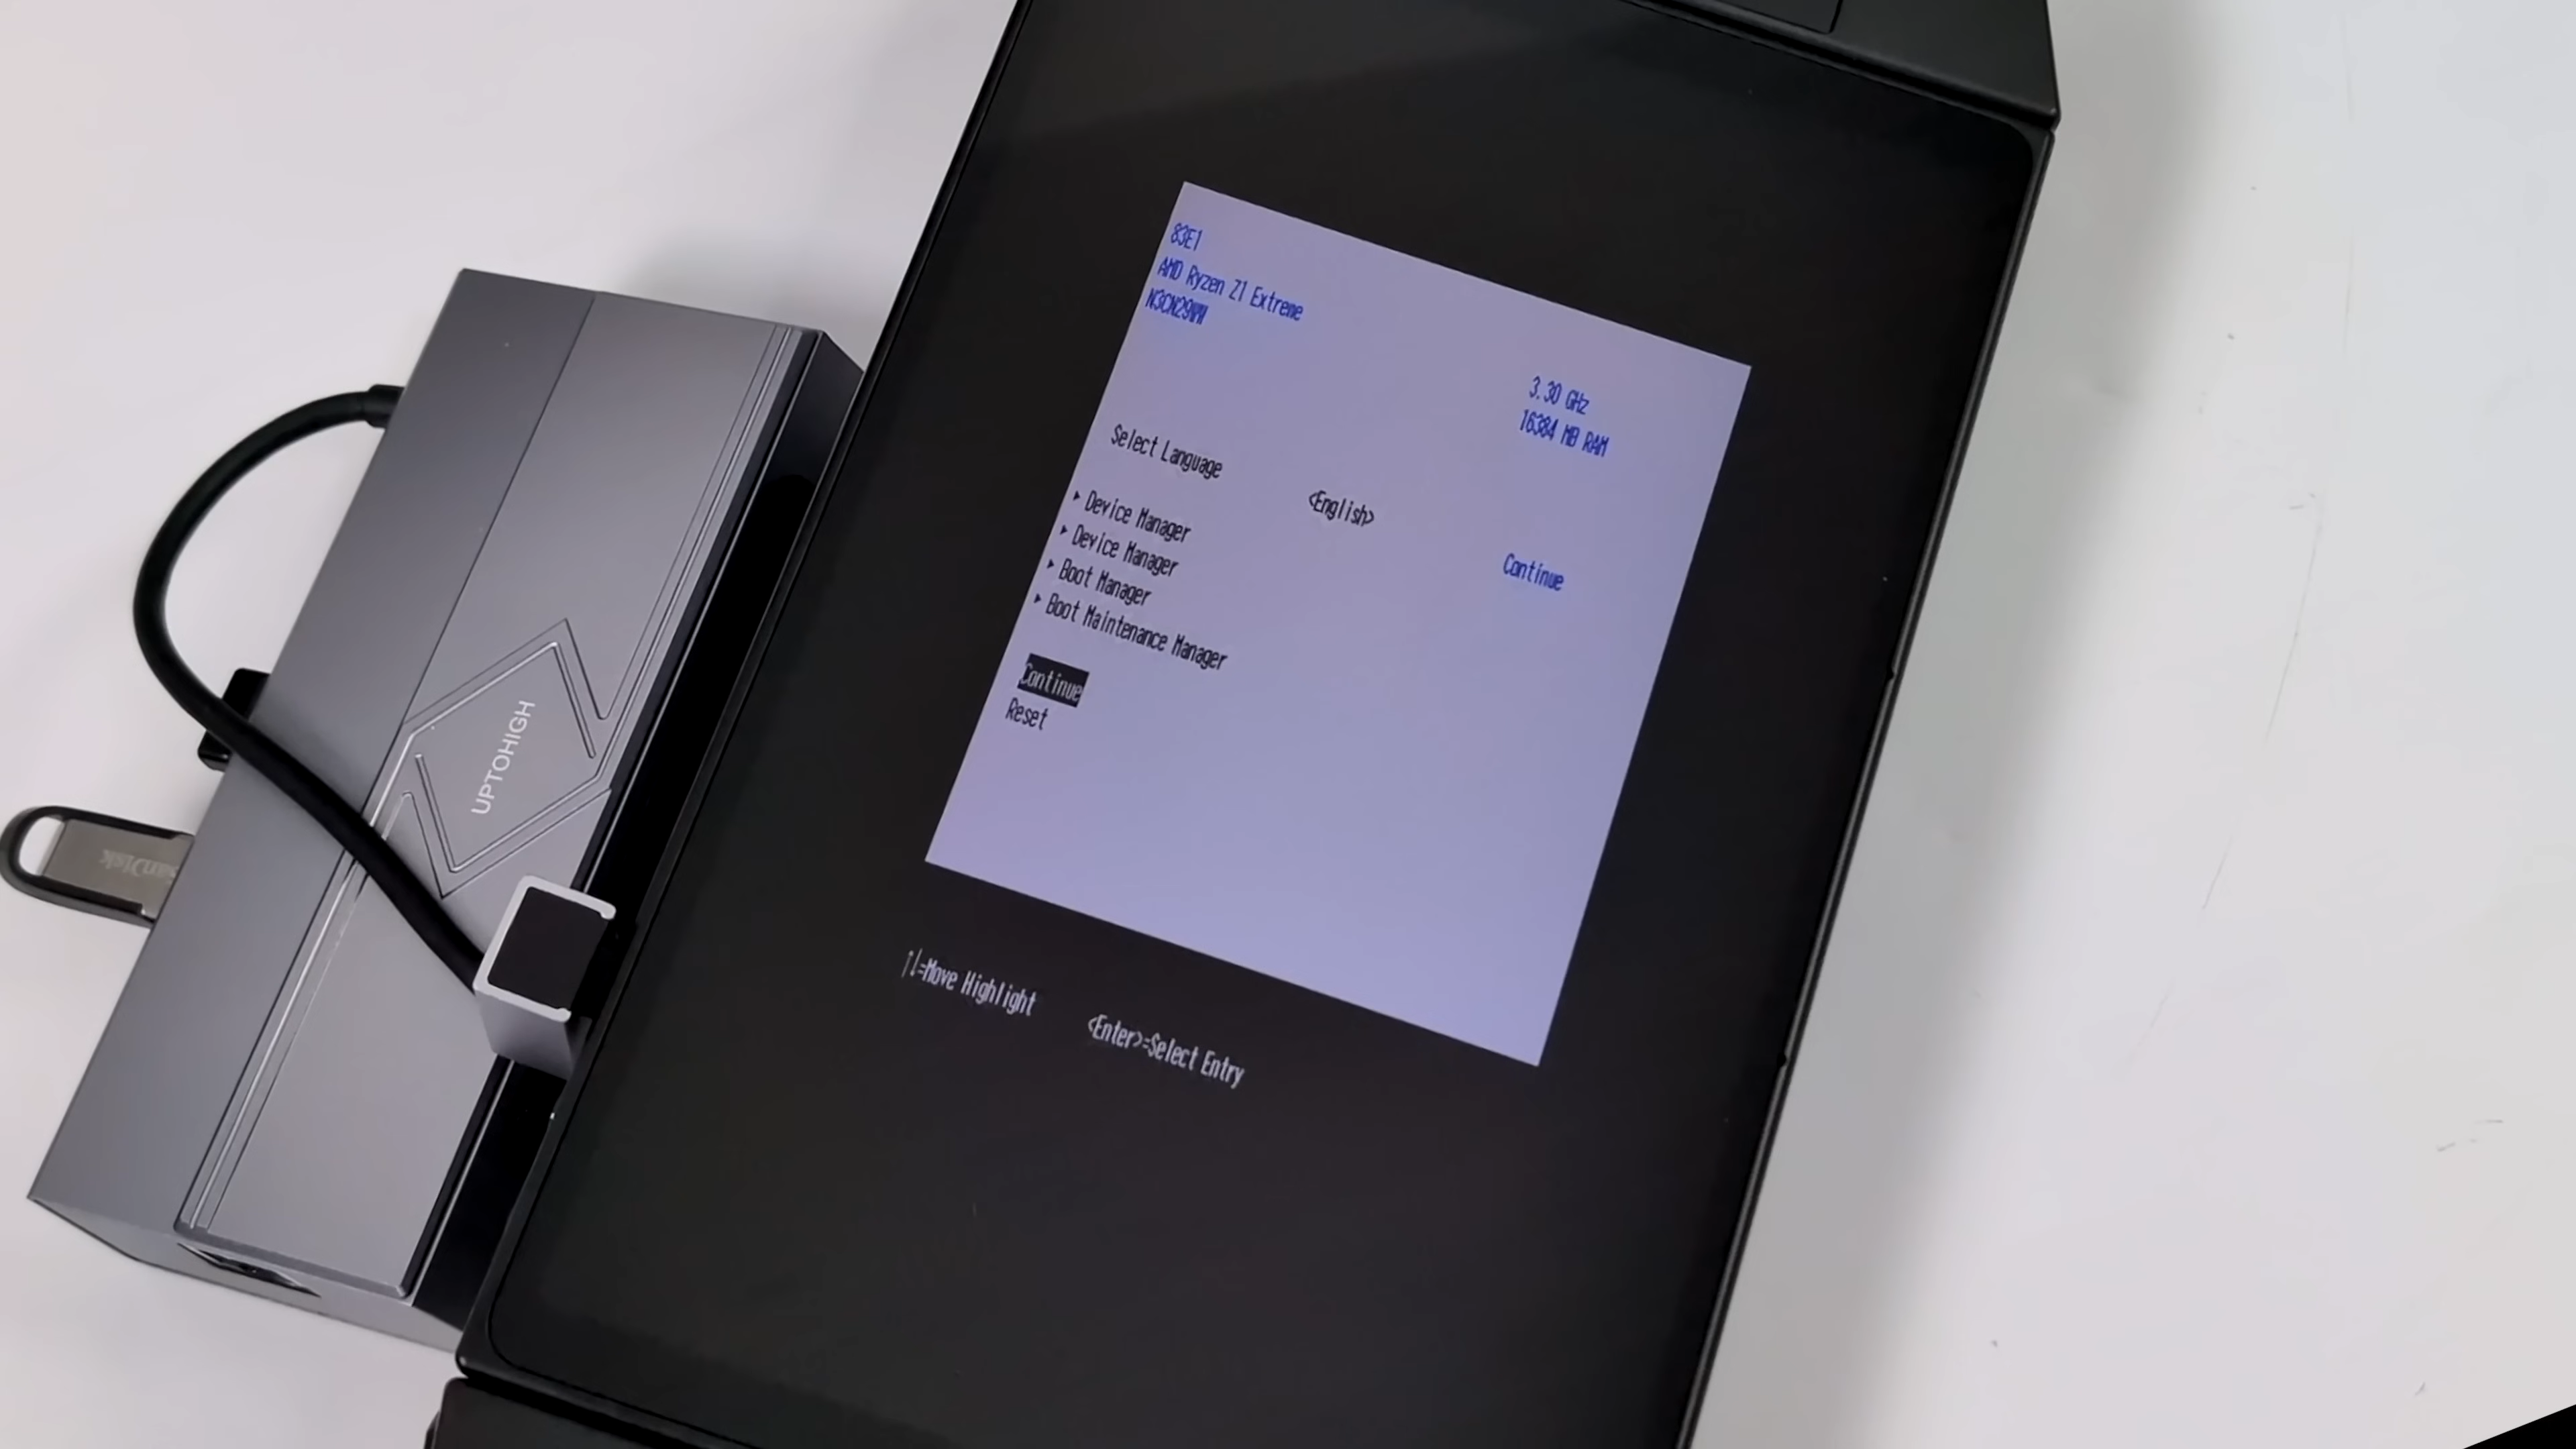 83E1
AMD Ryzen Z1 Extreme
N3CN29WW
3.30 GHz
16384 MB RAM
Select Language <English>
Device Manager
Device Manager
Boot Manager
Boot Maintenance Manager
Continue
Continue
Reset
↑↓=Move Highlight <Enter>=Select Entry
UPTOHIGH
SanDisk